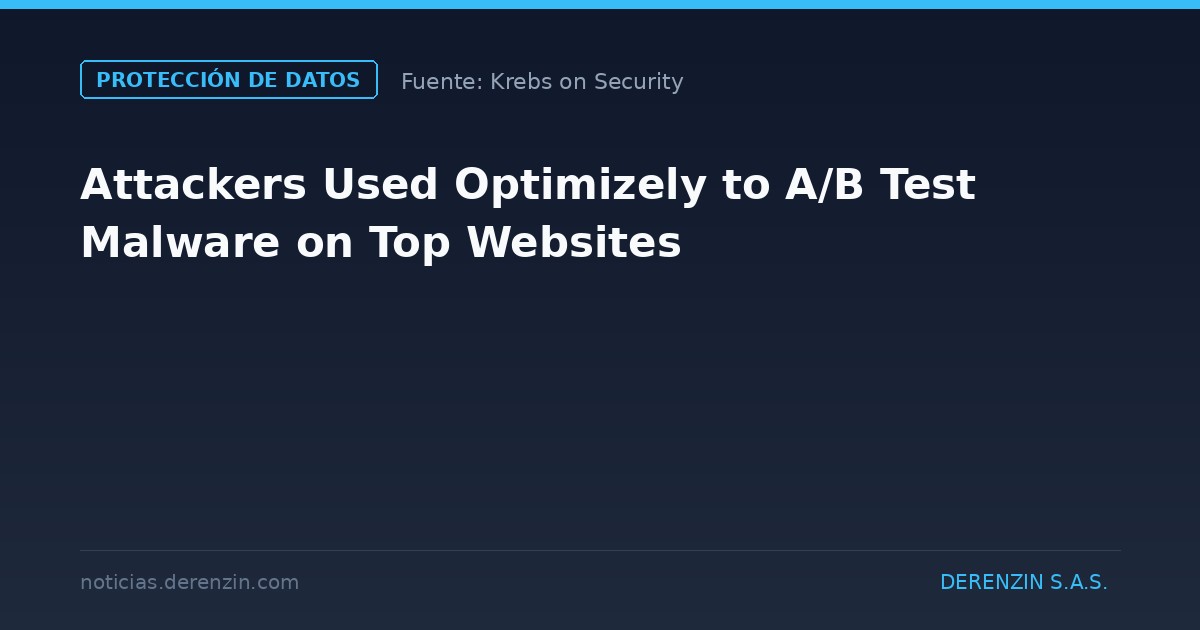 PROTECCIÓN DE DATOS
Fuente: Krebs on Security
Attackers Used Optimizely to A/B Test
Malware on Top Websites
noticias.derenzin.com
DERENZIN S.A.S.